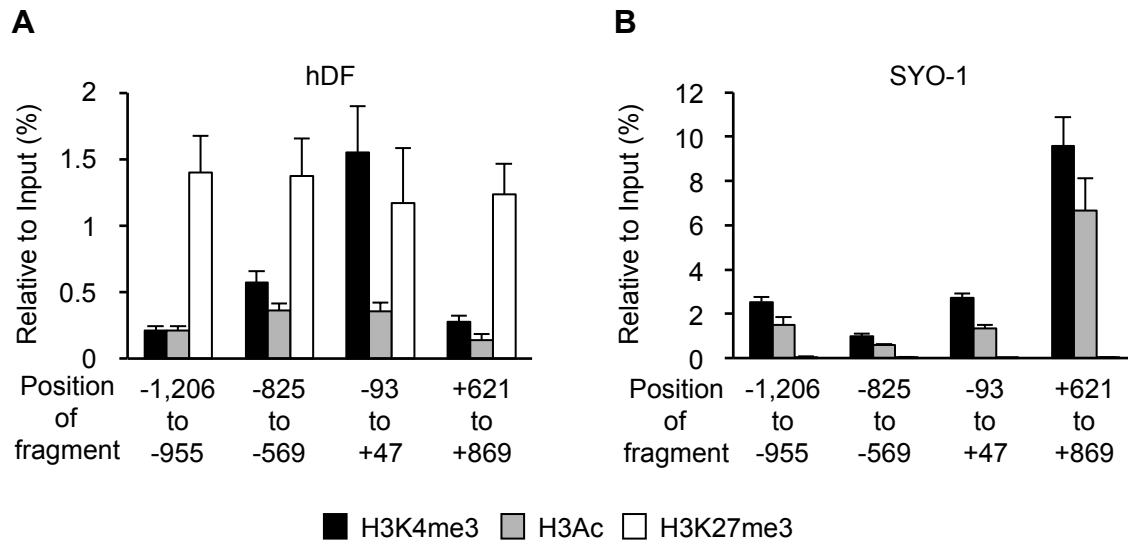 A
B
hDF
SYO-1
Relative to Input (%)
2
1.5
1
0.5
0
Relative to Input (%)
12
10
8
6
4
2
0
Position of fragment
-1,206 to -955
-825 to -569
-93 to +47
+621 to +869
Position of fragment
-1,206 to -955
-825 to -569
-93 to +47
+621 to +869
H3K4me3 H3Ac H3K27me3